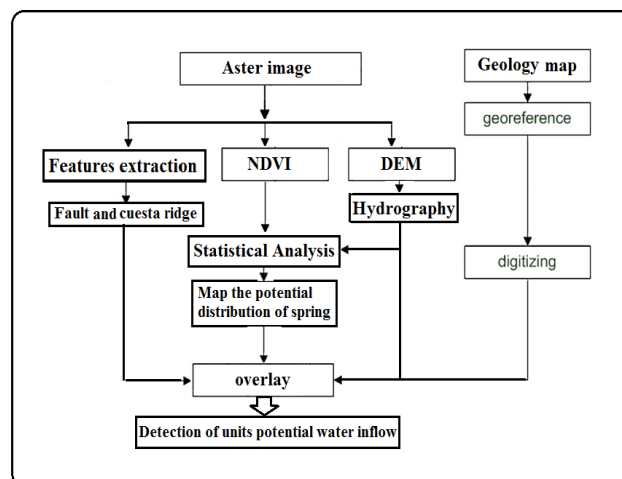 Aster image
Geology map
georeference
Features extraction
NDVI
DEM
Fault and cuesta ridge
Hydrography
Statistical Analysis
digitizing
Map the potential
distribution of spring
overlay
Detection of units potential water inflow